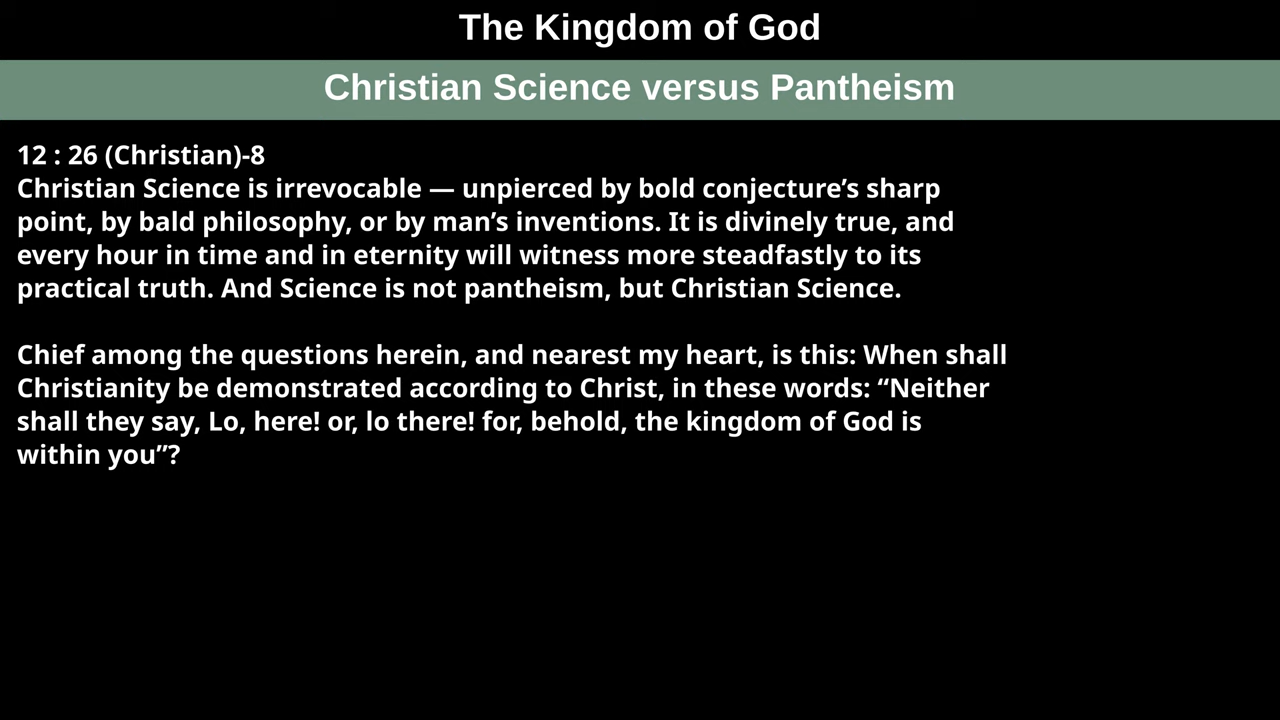 The Kingdom of God
Christian Science versus Pantheism
12 : 26 (Christian)-8
Christian Science is irrevocable — unpierced by bold conjecture’s sharp
point, by bald philosophy, or by man’s inventions. It is divinely true, and
every hour in time and in eternity will witness more steadfastly to its
practical truth. And Science is not pantheism, but Christian Science.
Chief among the questions herein, and nearest my heart, is this: When shall
Christianity be demonstrated according to Christ, in these words: “Neither
shall they say, Lo, here! or, lo there! for, behold, the kingdom of God is
within you”?